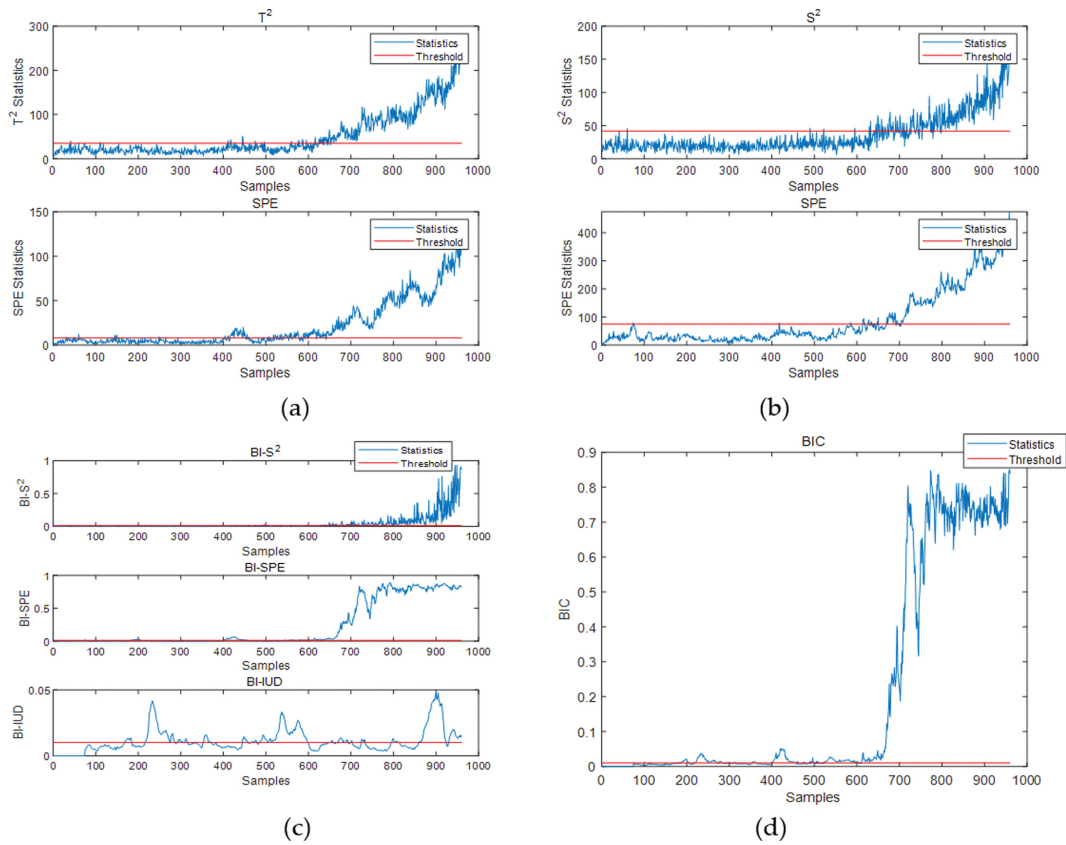 T²
T² Statistics
300
200
100
0
Statistics
Threshold
0 100 200 300 400 500 600 700 800 900 1000
Samples
SPE
SPE Statistics
150
100
50
0
Statistics
Threshold
0 100 200 300 400 500 600 700 800 900 1000
Samples
(a)
S²
S² Statistics
200
150
100
50
0
Statistics
Threshold
0 100 200 300 400 500 600 700 800 900 1000
Samples
SPE
SPE Statistics
400
300
200
100
0
Statistics
Threshold
0 100 200 300 400 500 600 700 800 900 1000
Samples
(b)
BI-S²
BI-S²
1
0.5
0
Statistics
Threshold
0 100 200 300 400 500 600 700 800 900 1000
Samples
BI-SPE
BI-SPE
1
0.5
0
0 100 200 300 400 500 600 700 800 900 1000
Samples
BI-IUD
BI-IUD
0.05
0
0 100 200 300 400 500 600 700 800 900 1000
Samples
(c)
BIC
BIC
0.9
0.8
0.7
0.6
0.5
0.4
0.3
0.2
0.1
0
Statistics
Threshold
0 100 200 300 400 500 600 700 800 900 1000
Samples
(d)